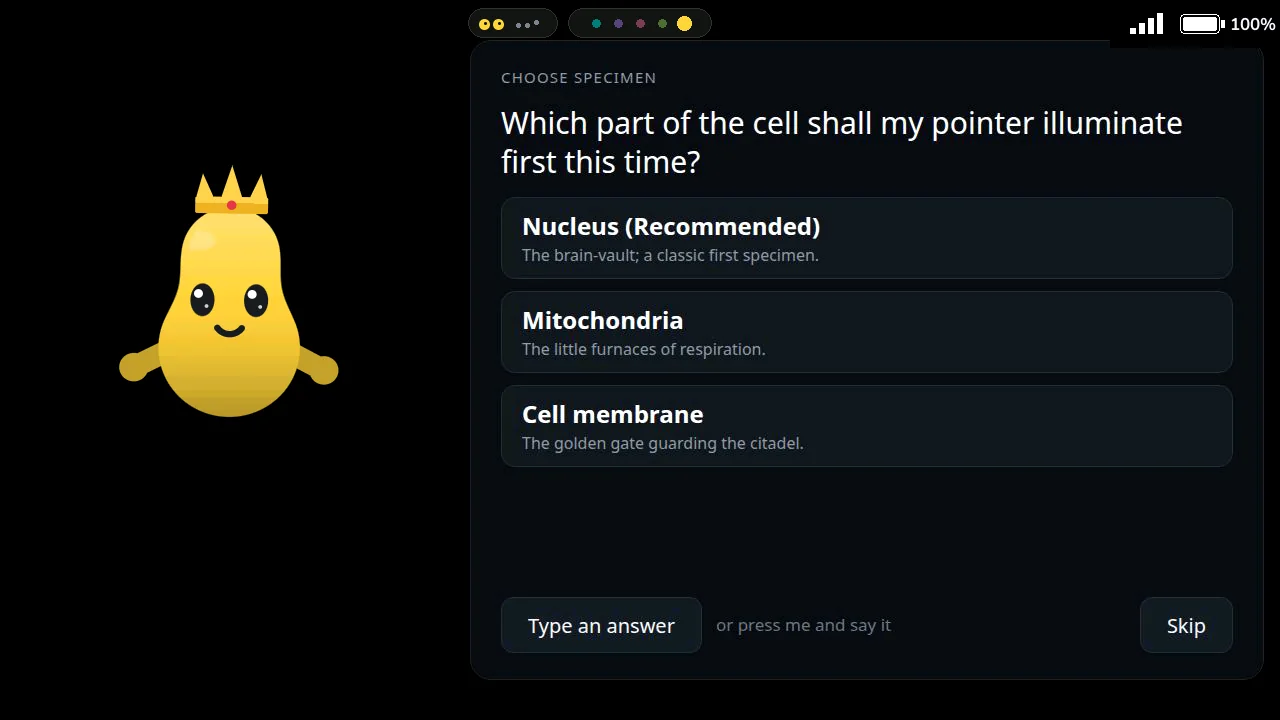 100%
CHOOSE SPECIMEN
Which part of the cell shall my pointer illuminate
first this time?
Nucleus (Recommended)
The brain-vault; a classic first specimen.
Mitochondria
The little furnaces of respiration.
Cell membrane
The golden gate guarding the citadel.
Type an answer
or press me and say it
Skip